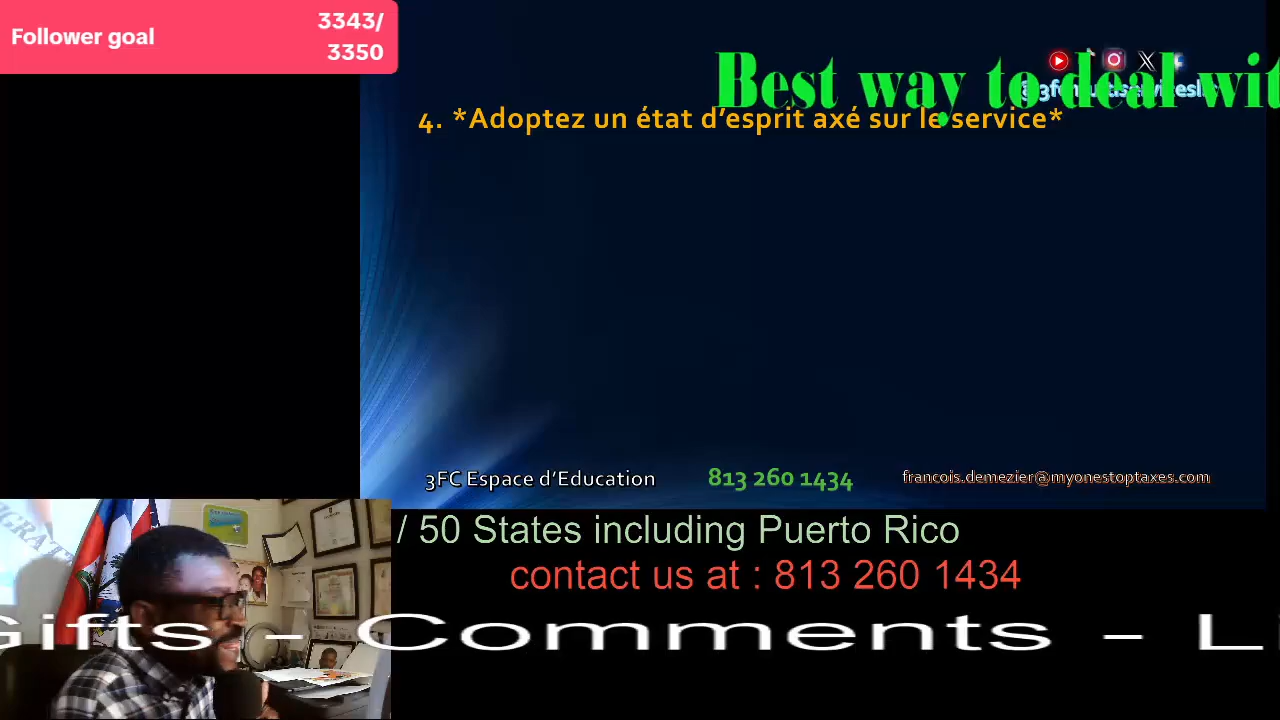 Follower goal
3343/
3350
Best way to deal wit
4. *Adoptez un état d’esprit axé sur le service*
3FC Espace d’Education
813 260 1434
francois.demezier@myonestoptaxes.com
/ 50 States including Puerto Rico
contact us at : 813 260 1434
Gifts - Comments - Li